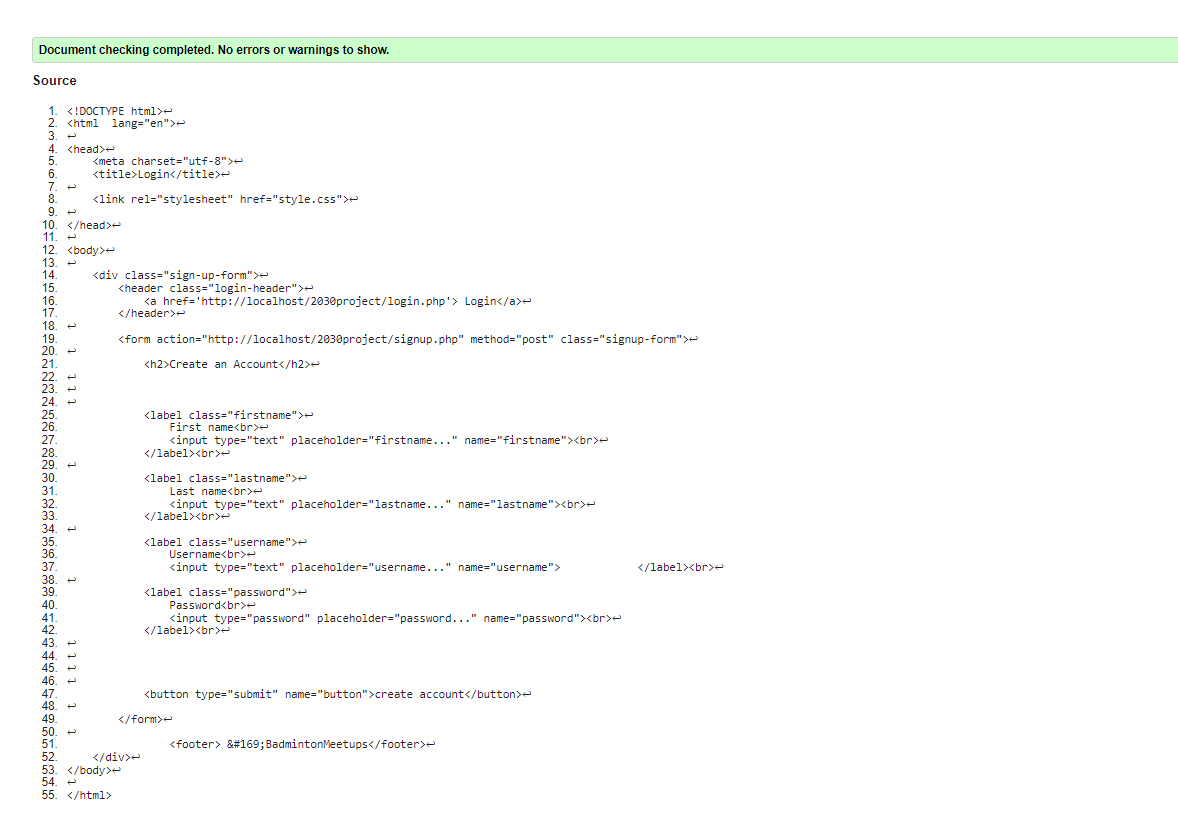 Document checking completed. No errors or warnings to show.
Source
1. <!DOCTYPE html>↩
2. <html  lang="en">↩
3. ↩
4. <head>↩
5.     <meta charset="utf-8">↩
6.     <title>Login</title>↩
7. ↩
8.     <link rel="stylesheet" href="style.css">↩
9. ↩
10. </head>↩
11. ↩
12. <body>↩
13. ↩
14.     <div class="sign-up-form">↩
15.         <header class="login-header">↩
16.             <a href='http://localhost/2030project/login.php'> Login</a>↩
17.         </header>↩
18. ↩
19.         <form action="http://localhost/2030project/signup.php" method="post" class="signup-form">↩
20. ↩
21.             <h2>Create an Account</h2>↩
22. ↩
23. ↩
24. ↩
25.             <label class="firstname">↩
26.                 First name<br>↩
27.                 <input type="text" placeholder="firstname..." name="firstname"><br>↩
28.             </label><br>↩
29. ↩
30.             <label class="lastname">↩
31.                 Last name<br>↩
32.                 <input type="text" placeholder="lastname..." name="lastname"><br>↩
33.             </label><br>↩
34. ↩
35.             <label class="username">↩
36.                 Username<br>↩
37.                 <input type="text" placeholder="username..." name="username">            </label><br>↩
38. ↩
39.             <label class="password">↩
40.                 Password<br>↩
41.                 <input type="password" placeholder="password..." name="password"><br>↩
42.             </label><br>↩
43. ↩
44. ↩
45. ↩
46. ↩
47.             <button type="submit" name="button">create account</button>↩
48. ↩
49.         </form>↩
50. ↩
51.                 <footer> &#169;BadmintonMeetups</footer>↩
52.     </div>↩
53. </body>↩
54. ↩
55. </html>